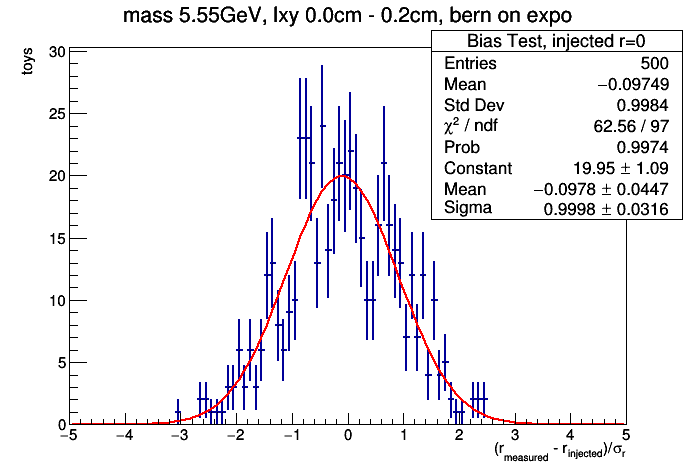 mass 5.55GeV, lxy 0.0cm - 0.2cm, bern on expo
Bias Test, injected r=0
Entries 500
Mean −0.09749
Std Dev 0.9984
χ² / ndf 62.56 / 97
Prob 0.9974
Constant 19.95 ± 1.09
Mean −0.0978 ± 0.0447
Sigma 0.9998 ± 0.0316
toys
30
25
20
15
10
5
0
−5 −4 −3 −2 −1 0 1 2 3 4 5
(r_measured - r_injected)/σ_r